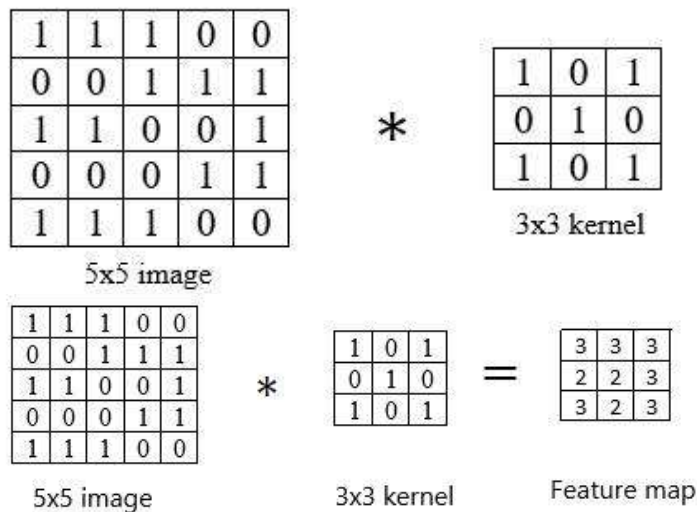 1 1 1 0 0
0 0 1 1 1
1 1 0 0 1
0 0 0 1 1
1 1 1 0 0
5x5 image
*
1 0 1
0 1 0
1 0 1
3x3 kernel
1 1 1 0 0
0 0 1 1 1
1 1 0 0 1
0 0 0 1 1
1 1 1 0 0
5x5 image
*
1 0 1
0 1 0
1 0 1
3x3 kernel
=
3 3 3
2 2 3
3 2 3
Feature map